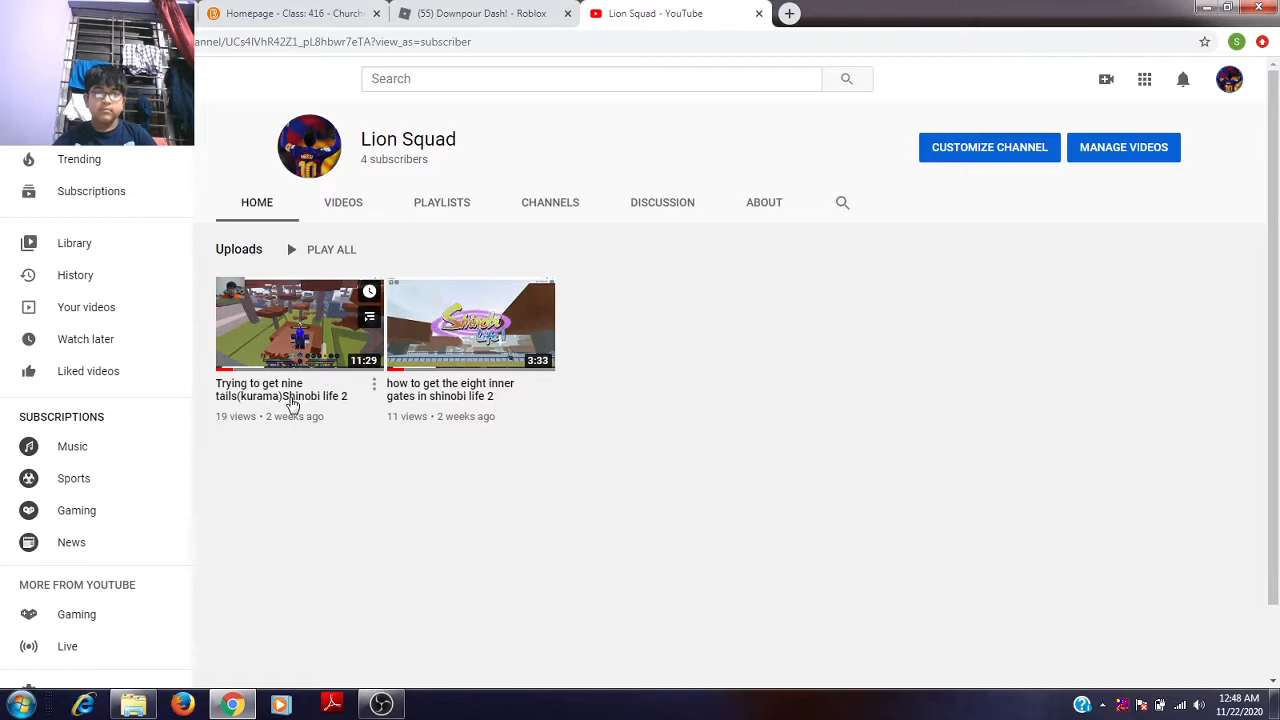 Homepage - Class: 416 - Church
(55) Downpour Dash! - Robl
Lion Squad - YouTube
annel/UCs4IVhR42Z1_pL8hbwr7eTA?view_as=subscriber
S
Search
Lion Squad
4 subscribers
CUSTOMIZE CHANNEL
MANAGE VIDEOS
HOME
VIDEOS
PLAYLISTS
CHANNELS
DISCUSSION
ABOUT
Trending
Subscriptions
Library
History
Your videos
Watch later
Liked videos
SUBSCRIPTIONS
Music
Sports
Gaming
News
MORE FROM YOUTUBE
Gaming
Live
Uploads
PLAY ALL
11:29
Shinobi life
3:33
Trying to get nine
tails(kurama)Shinobi life 2
19 views • 2 weeks ago
how to get the eight inner
gates in shinobi life 2
11 views • 2 weeks ago
12:48 AM
11/22/2020